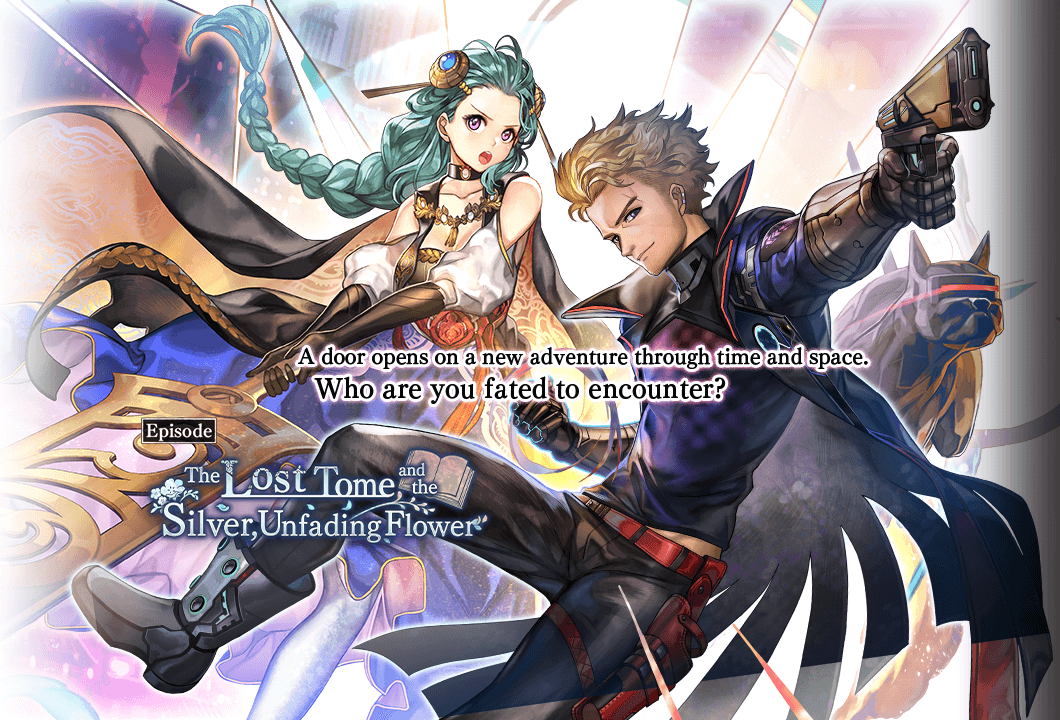 A door opens on a new adventure through time and space.
Who are you fated to encounter?
Episode
The Lost Tome, and the
Silver, Unfading Flower